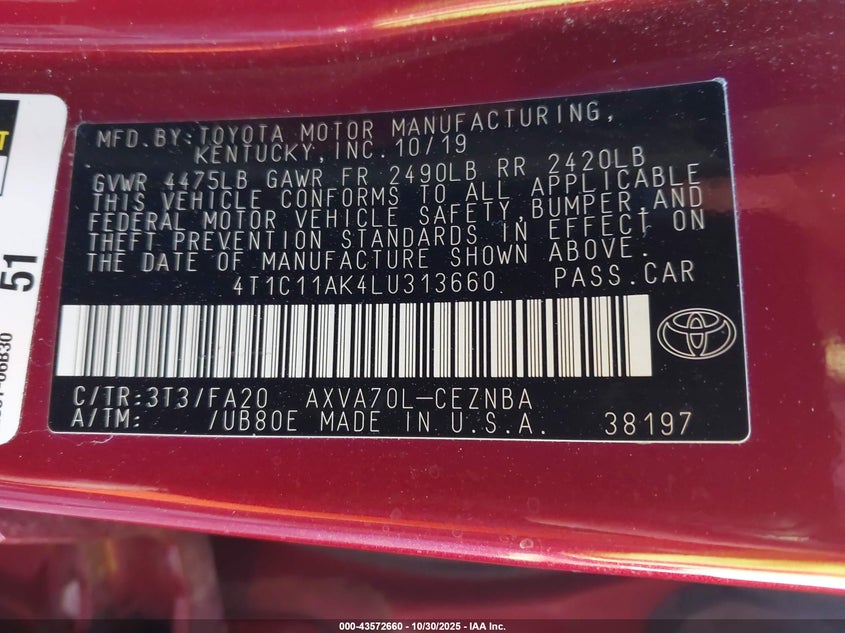 MFD.BY:TOYOTA MOTOR MANUFACTURING,
KENTUCKY,INC.10/19
GVWR 4475LB GAWR FR 2490LB RR 2420LB
THIS VEHICLE CONFORMS TO ALL APPLICABLE
FEDERAL MOTOR VEHICLE SAFETY,BUMPER,AND
THEFT PREVENTION STANDARDS IN EFFECT ON
THE DATE OF MANUFACTURE SHOWN ABOVE.
4T1C11AK4LU313660 PASS.CAR
C/TR:3T3/FA20 AXVA70L-CEZNBA
A/TM: /UB80E MADE IN U.S.A. 38197
51
000-43572660 - 10/30/2025 - IAA Inc.